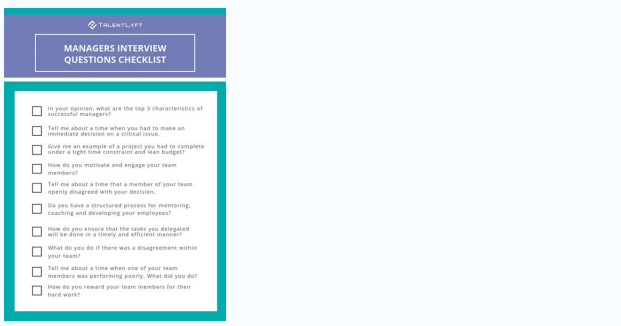 TALENTLYFT
MANAGERS INTERVIEW
QUESTIONS CHECKLIST
In your opinion, what are the top 3 characteristics of
successful managers?
Tell me about a time when you had to make an
immediate decision on a critical issue.
Give me an example of a project you had to complete
under a tight time constraint and lean budget?
How do you motivate and engage your team
members?
Tell me about a time that a member of your team
openly disagreed with your decision.
Do you have a structured process for mentoring,
coaching and developing your employees?
How do you ensure that the tasks you delegated
will be done in a timely and efficient manner?
What do you do if there was a disagreement within
your team?
Tell me about a time when one of your team
members was performing poorly. What did you do?
How do you reward your team members for their
hard work?